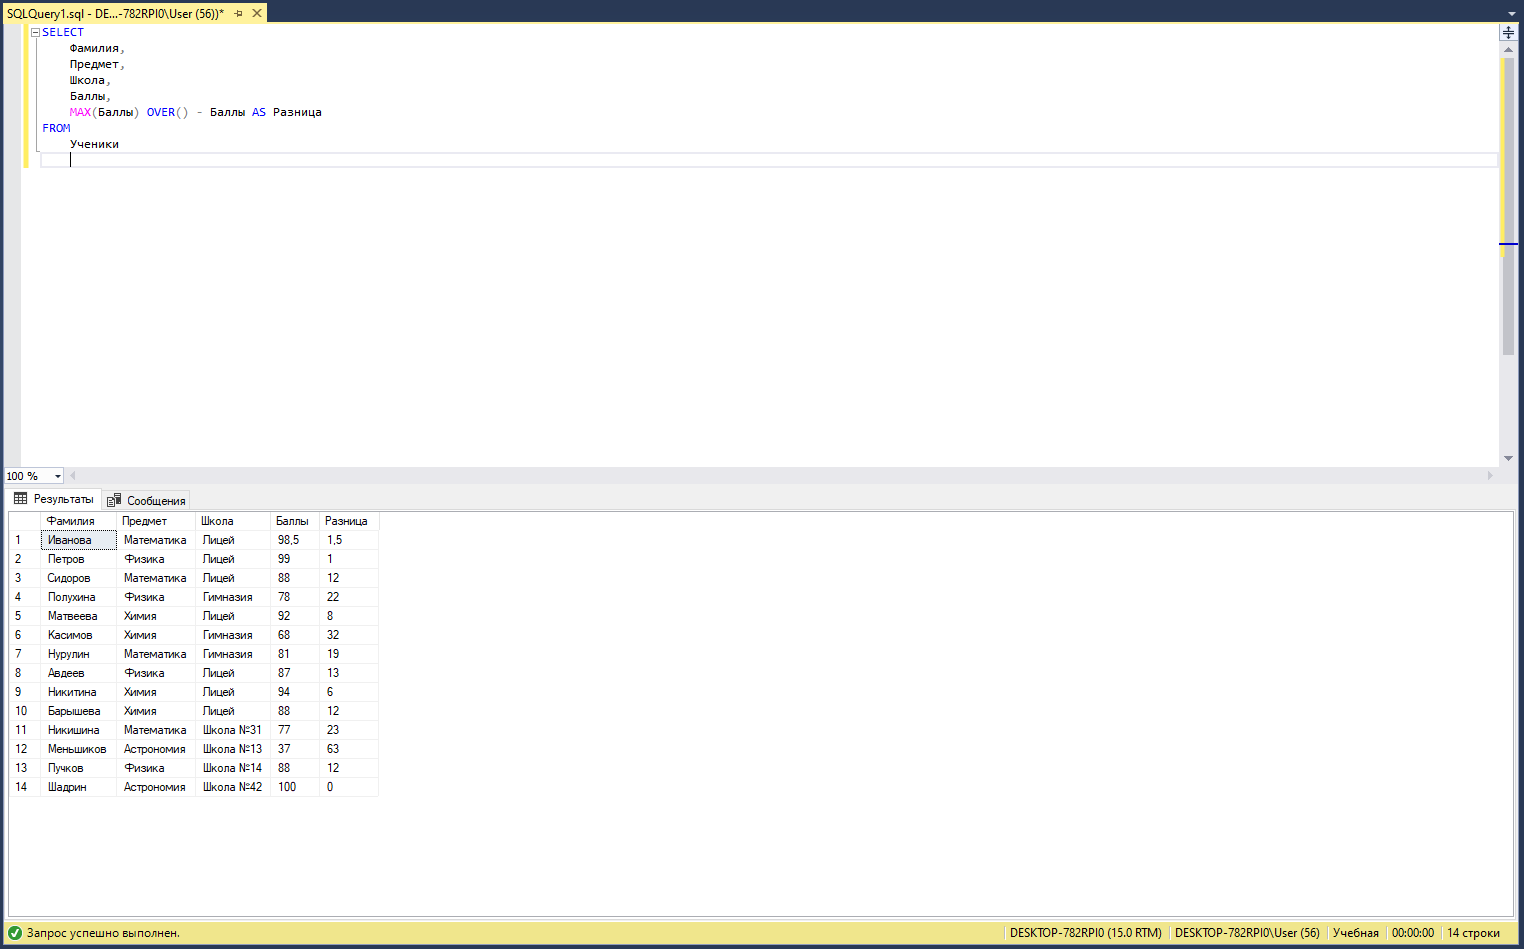 SQLQuery1.sql - DE...-782RPI0\User (56))*
SELECT
Фамилия,
Предмет,
Школа,
Баллы,
MAX(Баллы) OVER() - Баллы AS Разница
FROM
Ученики
100 %
Результаты Сообщения
Фамилия Предмет Школа Баллы Разница
1 Иванова Математика Лицей 98,5 1,5
2 Петров Физика Лицей 99 1
3 Сидоров Математика Лицей 88 12
4 Полухина Физика Гимназия 78 22
5 Матвеева Химия Лицей 92 8
6 Касимов Химия Гимназия 68 32
7 Нурулин Математика Гимназия 81 19
8 Авдеев Физика Лицей 87 13
9 Никитина Химия Лицей 94 6
10 Барышева Химия Лицей 88 12
11 Никишина Математика Школа №31 77 23
12 Меньшиков Астрономия Школа №13 37 63
13 Пучков Физика Школа №14 88 12
14 Шадрин Астрономия Школа №42 100 0
Запрос успешно выполнен. DESKTOP-782RPI0 (15.0 RTM) DESKTOP-782RPI0\User (56) Учебная 00:00:00 14 строки